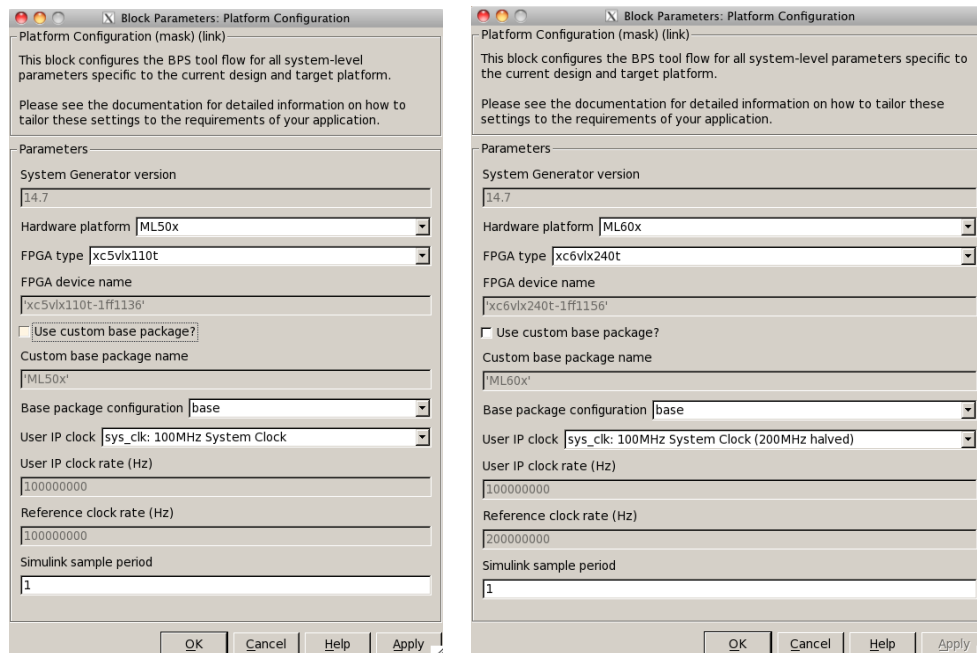 X Block Parameters: Platform Configuration
Platform Configuration (mask) (link)
This block configures the BPS tool flow for all system-level
parameters specific to the current design and target platform.
Please see the documentation for detailed information on how to
tailor these settings to the requirements of your application.
Parameters
System Generator version
14.7
Hardware platform ML50x
FPGA type xc5vlx110t
FPGA device name
'xc5vlx110t-1ff1136'
Use custom base package?
Custom base package name
'ML50x'
Base package configuration base
User IP clock sys_clk: 100MHz System Clock
User IP clock rate (Hz)
100000000
Reference clock rate (Hz)
100000000
Simulink sample period
1
OK Cancel Help Apply
X Block Parameters: Platform Configuration
Platform Configuration (mask) (link)
This block configures the BPS tool flow for all system-level parameters specific to
the current design and target platform.
Please see the documentation for detailed information on how to tailor these
settings to the requirements of your application.
Parameters
System Generator version
14.7
Hardware platform ML60x
FPGA type xc6vlx240t
FPGA device name
'xc6vlx240t-1ff1156'
Use custom base package?
Custom base package name
'ML60x'
Base package configuration base
User IP clock sys_clk: 100MHz System Clock (200MHz halved)
User IP clock rate (Hz)
100000000
Reference clock rate (Hz)
200000000
Simulink sample period
1
OK Cancel Help Apply